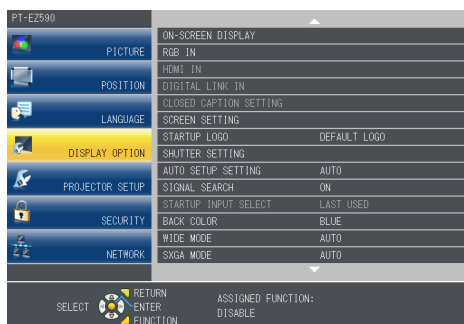 PT-EZ590
PICTURE
POSITION
LANGUAGE
DISPLAY OPTION
PROJECTOR SETUP
SECURITY
NETWORK
ON-SCREEN DISPLAY
RGB IN
HDMI IN
DIGITAL LINK IN
CLOSED CAPTION SETTING
SCREEN SETTING
STARTUP LOGO DEFAULT LOGO
SHUTTER SETTING
AUTO SETUP SETTING AUTO
SIGNAL SEARCH ON
STARTUP INPUT SELECT LAST USED
BACK COLOR BLUE
WIDE MODE AUTO
SXGA MODE AUTO
SELECT
RETURN
ENTER
FUNCTION
ASSIGNED FUNCTION:
DISABLE